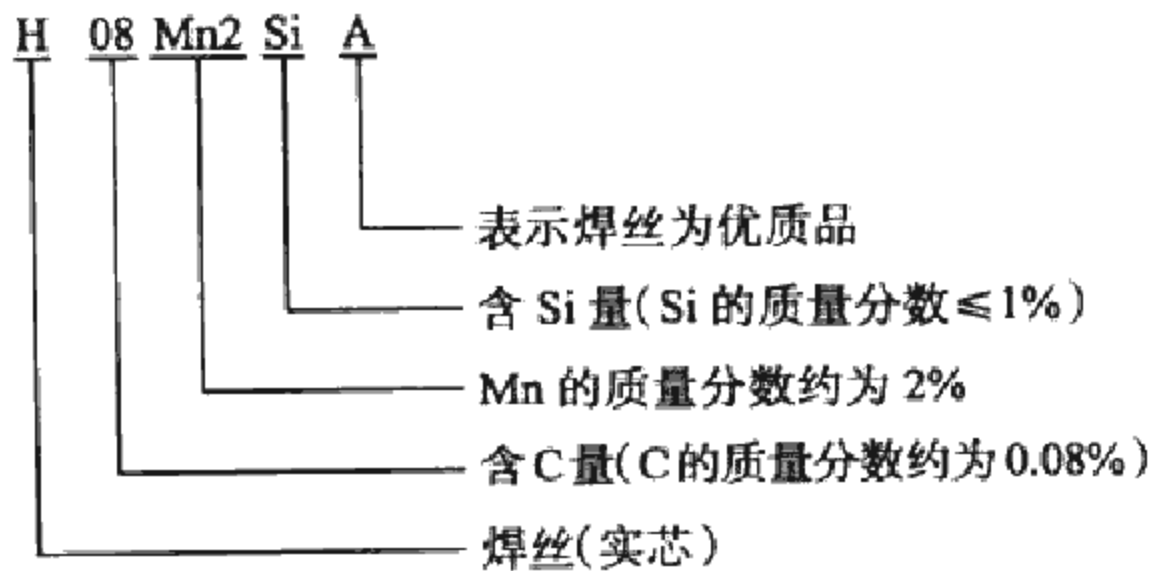 H 08 Mn2 Si A
表示焊丝为优质品
含 Si 量(Si 的质量分数≤1%)
Mn 的质量分数约为 2%
含C量(C的质量分数约为0.08%)
焊丝(实芯)